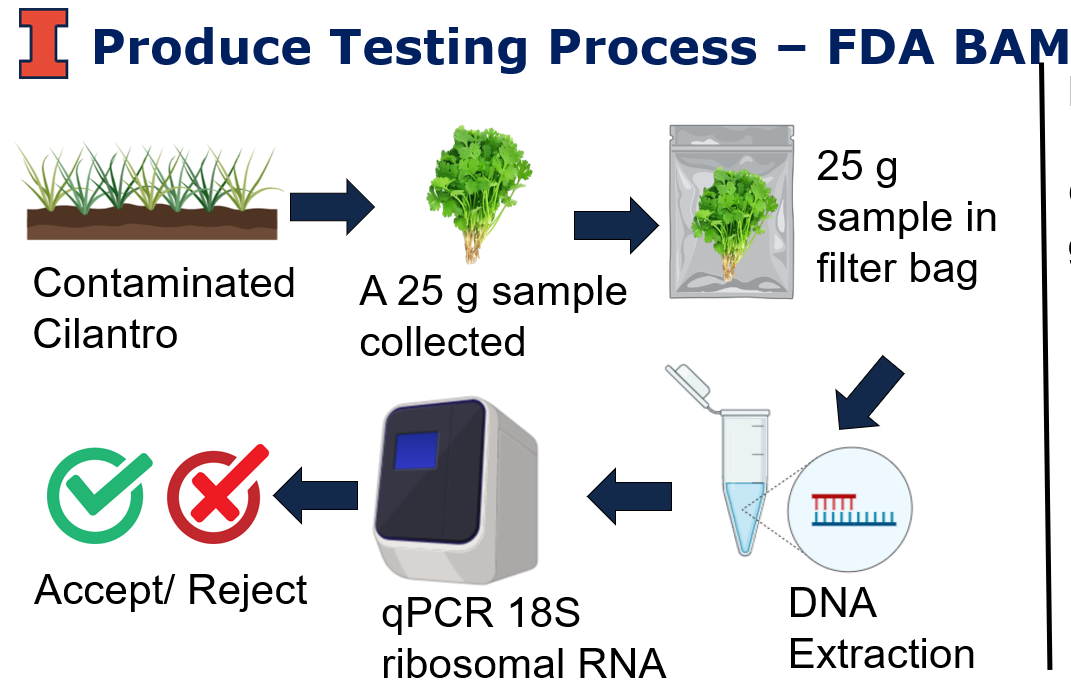 Produce Testing Process – FDA BAM
Contaminated
Cilantro
A 25 g sample
collected
25 g
sample in
filter bag
DNA
Extraction
qPCR 18S
ribosomal RNA
Accept/ Reject